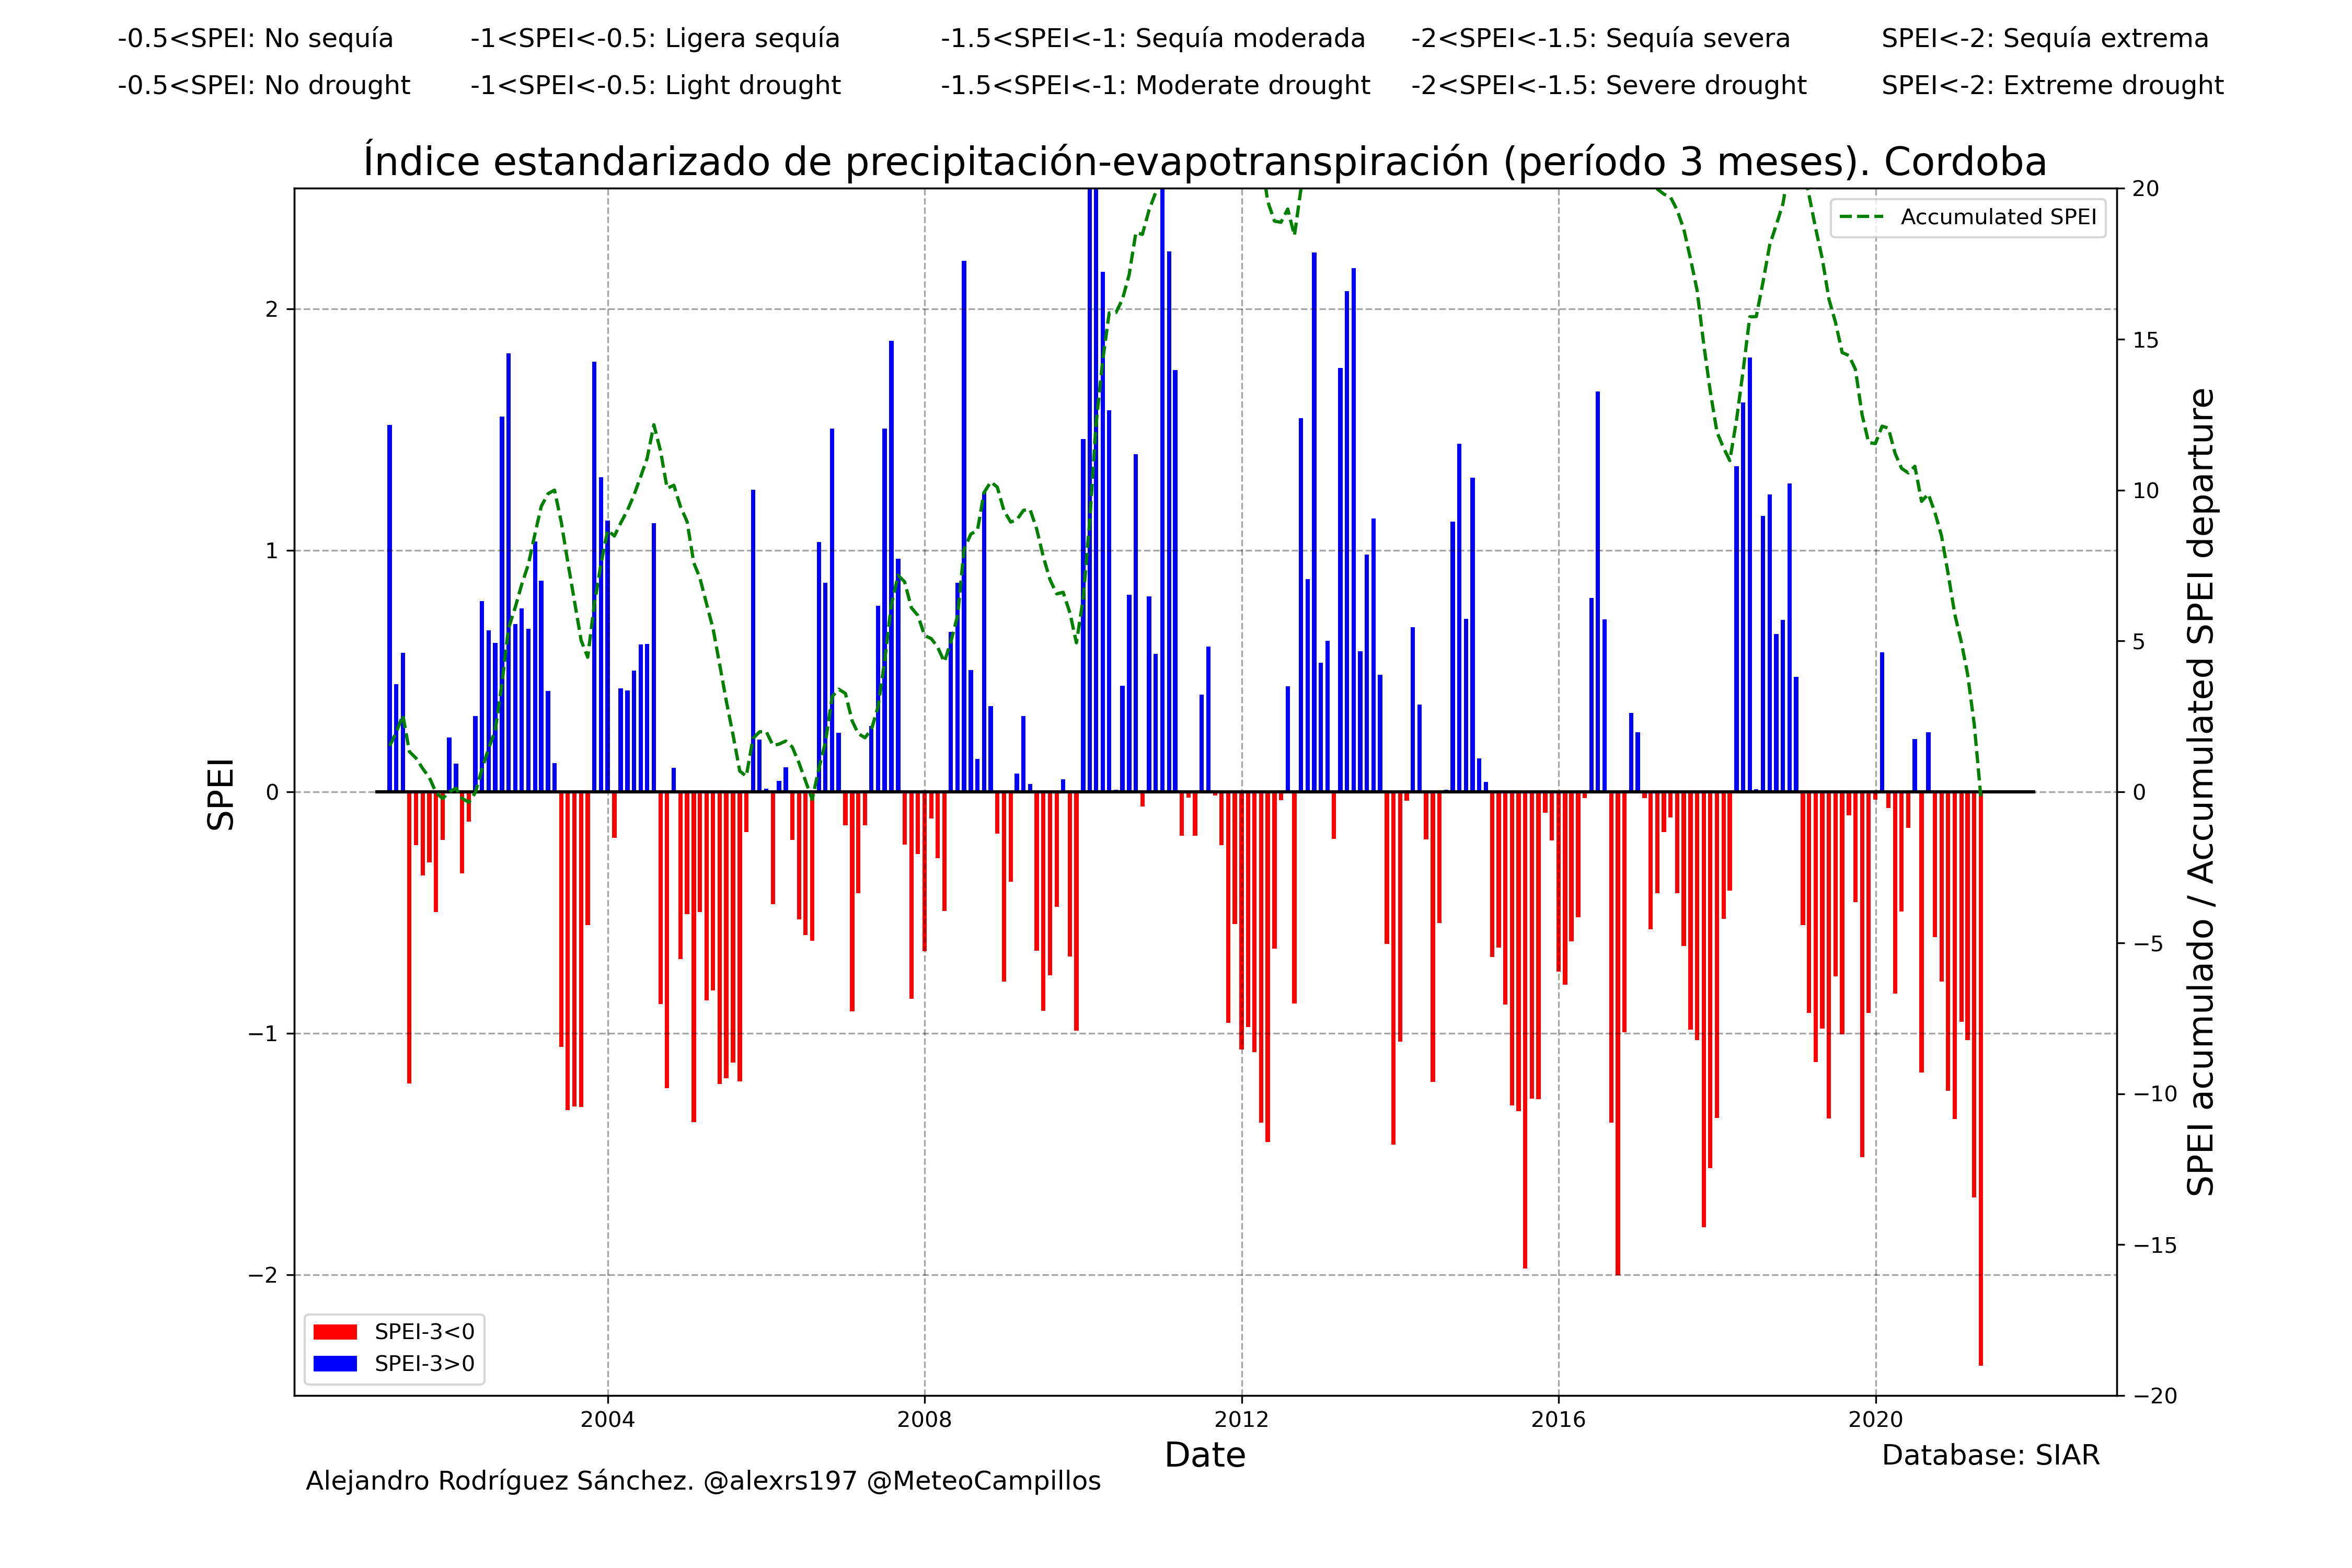 -0.5<SPEI: No sequía -1<SPEI<-0.5: Ligera sequía -1.5<SPEI<-1: Sequía moderada -2<SPEI<-1.5: Sequía severa SPEI<-2: Sequía extrema
-0.5<SPEI: No drought -1<SPEI<-0.5: Light drought -1.5<SPEI<-1: Moderate drought -2<SPEI<-1.5: Severe drought SPEI<-2: Extreme drought
Índice estandarizado de precipitación-evapotranspiración (período 3 meses). Cordoba
Accumulated SPEI
SPEI
2
1
0
−1
−2
20
15
10
5
0
−5
−10
−15
−20
SPEI acumulado / Accumulated SPEI departure
SPEI-3<0
SPEI-3>0
2004 2008 2012 2016 2020
Date
Database: SIAR
Alejandro Rodríguez Sánchez. @alexrs197 @MeteoCampillos